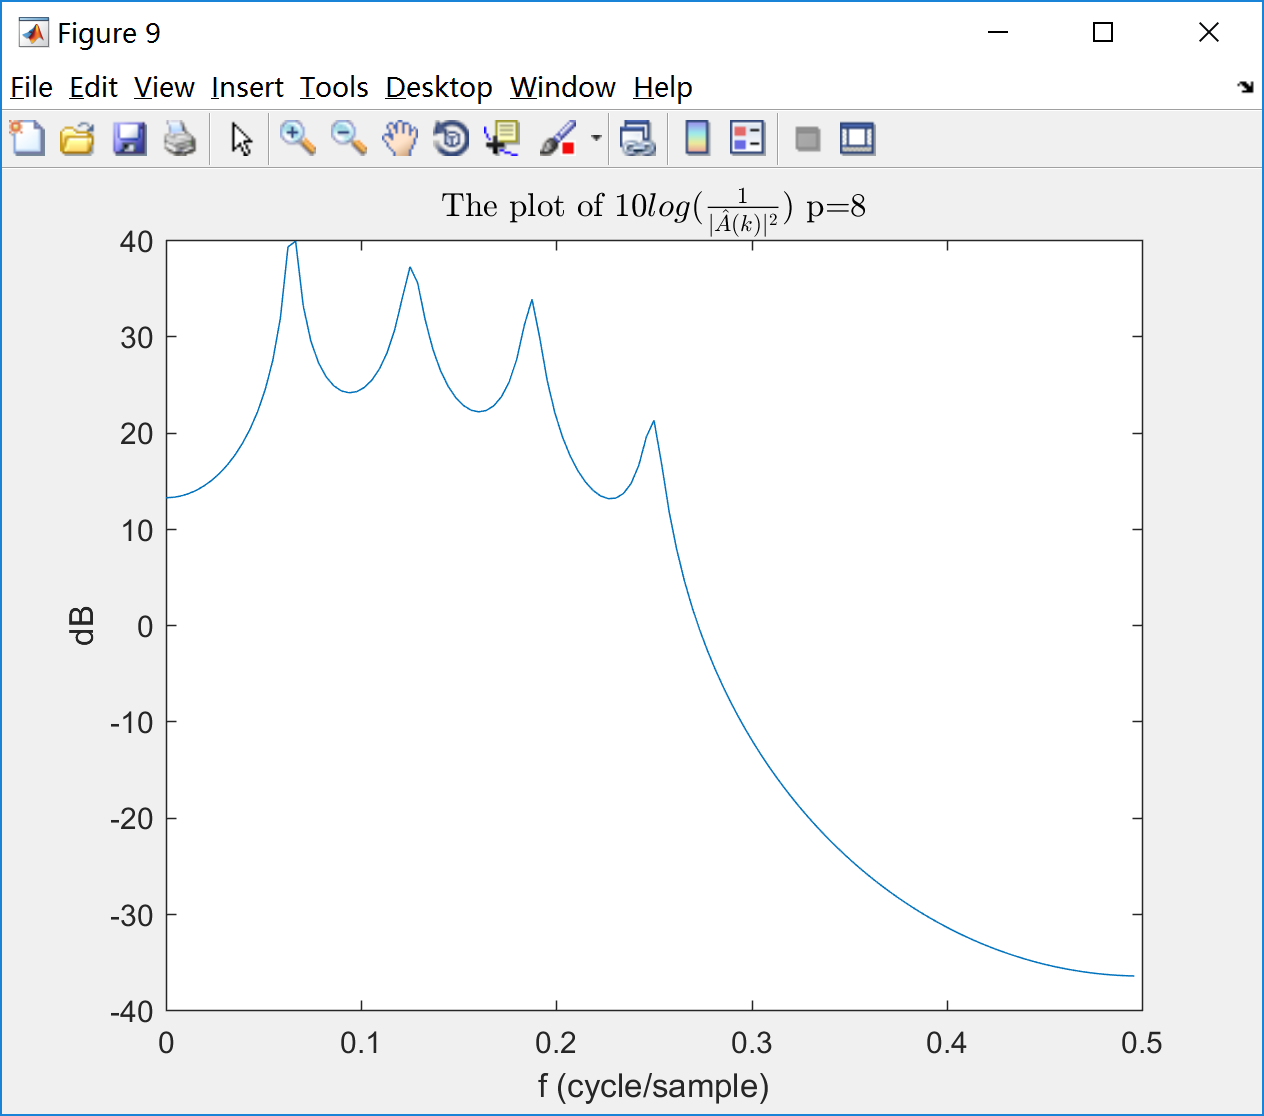 Figure 9
File Edit View Insert Tools Desktop Window Help
The plot of 10log(1/|Â(k)|²) p=8
40
30
20
10
0
-10
-20
-30
-40
dB
0 0.1 0.2 0.3 0.4 0.5
f (cycle/sample)